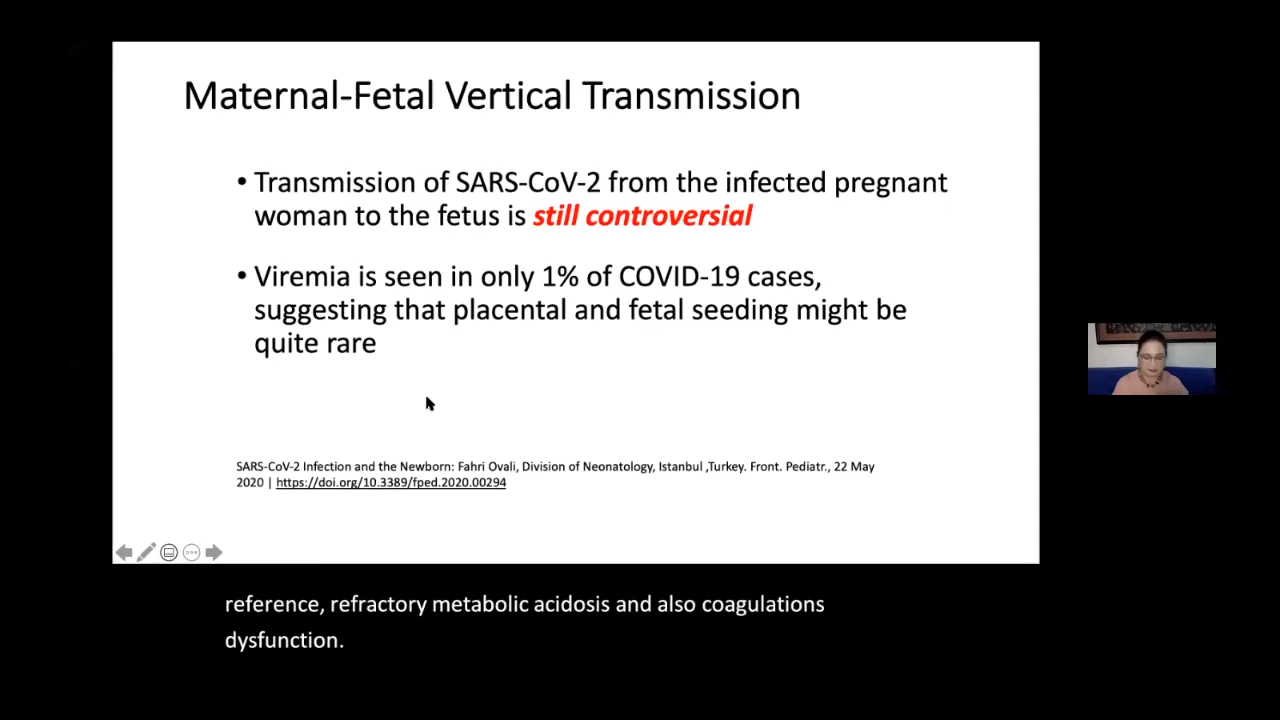 Maternal-Fetal Vertical Transmission
• Transmission of SARS-CoV-2 from the infected pregnant
woman to the fetus is still controversial
• Viremia is seen in only 1% of COVID-19 cases,
suggesting that placental and fetal seeding might be
quite rare
SARS-CoV-2 Infection and the Newborn: Fahri Ovali, Division of Neonatology, Istanbul ,Turkey. Front. Pediatr., 22 May
2020 | https://doi.org/10.3389/fped.2020.00294
reference, refractory metabolic acidosis and also coagulations
dysfunction.